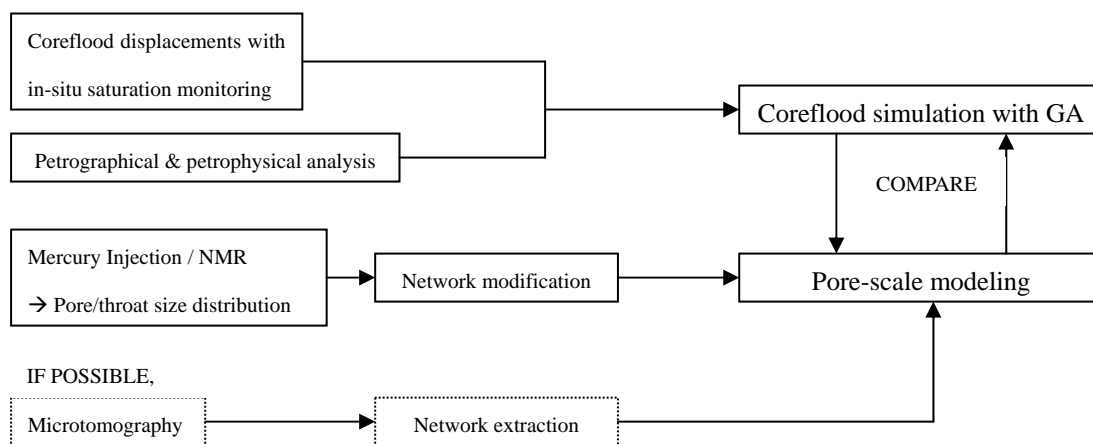 Coreflood displacements with
in-situ saturation monitoring
Coreflood simulation with GA
Petrographical & petrophysical analysis
COMPARE
Mercury Injection / NMR
→ Pore/throat size distribution
Network modification
Pore-scale modeling
IF POSSIBLE,
Microtomography
Network extraction